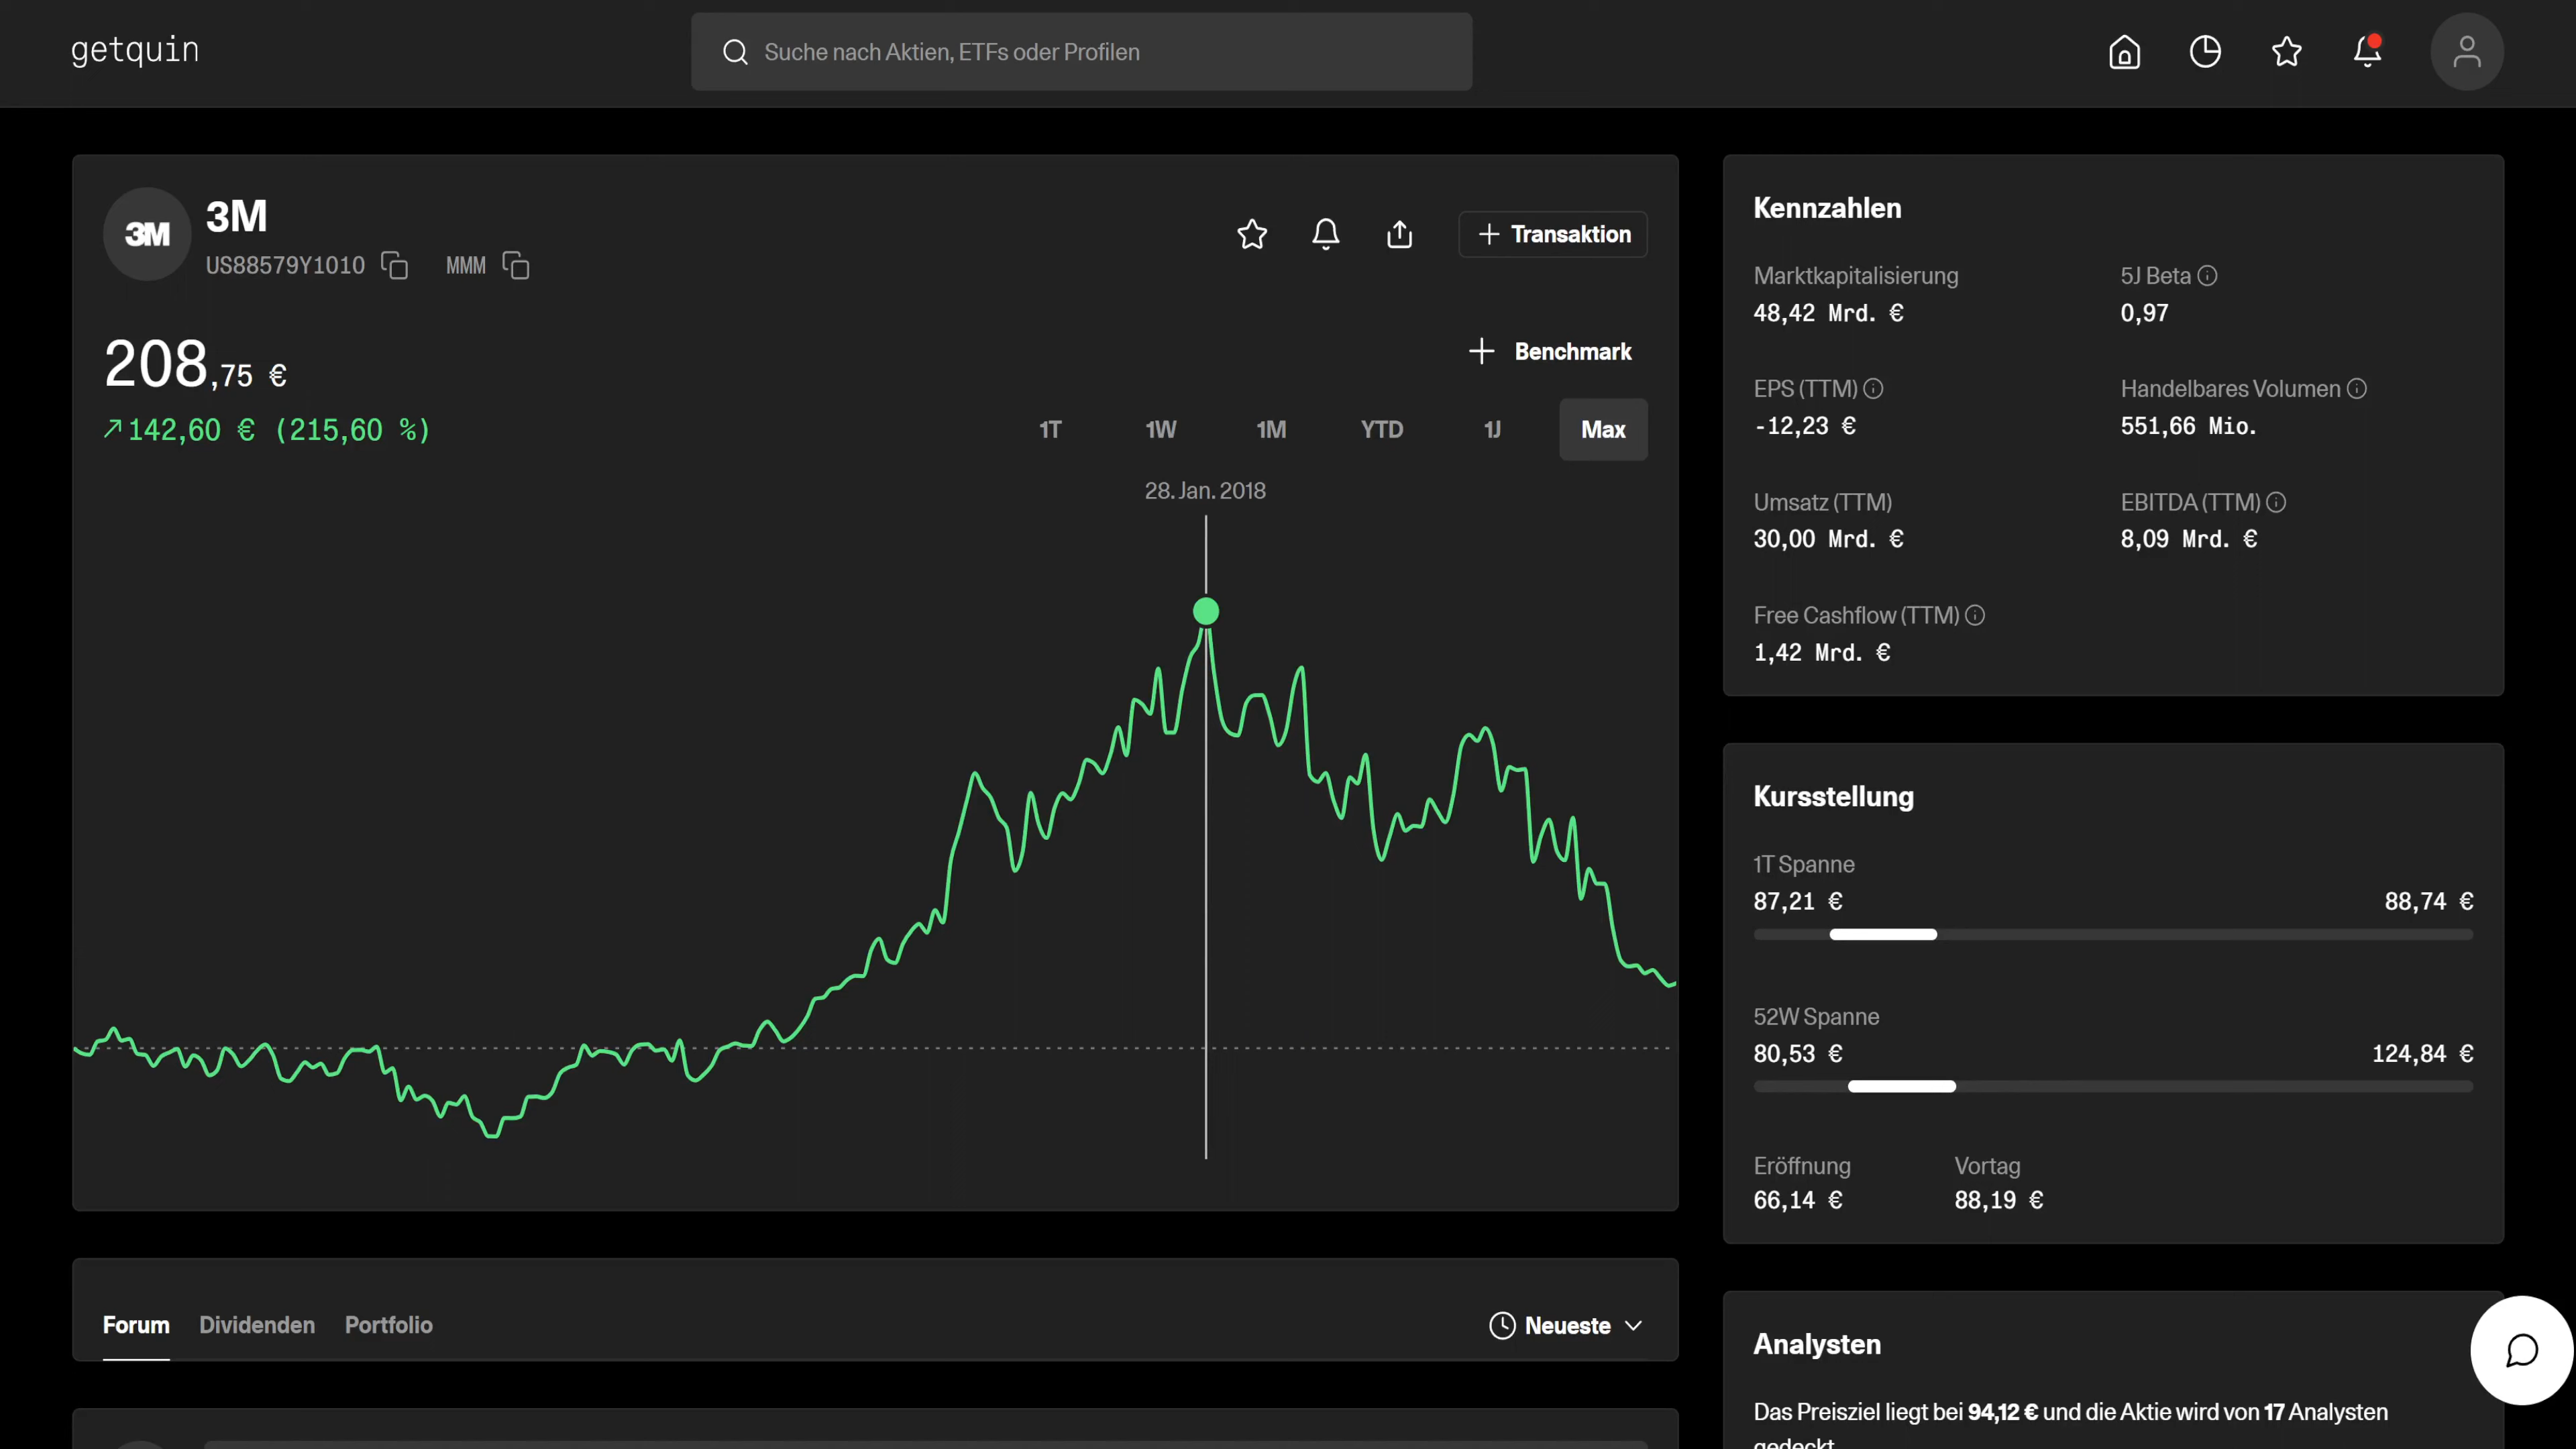 getquin
Suche nach Aktien, ETFs oder Profilen
3M
3M
US88579Y1010 MMM
Transaktion
208,75 €
Benchmark
142,60 € (215,60 %)
1T 1W 1M YTD 1J Max
28. Jan. 2018
Forum Dividenden Portfolio
Neueste
Kennzahlen
Marktkapitalisierung 5J Beta
48,42 Mrd. € 0,97
EPS (TTM) Handelbares Volumen
-12,23 € 551,66 Mio.
Umsatz (TTM) EBITDA (TTM)
30,00 Mrd. € 8,09 Mrd. €
Free Cashflow (TTM)
1,42 Mrd. €
Kursstellung
1T Spanne
87,21 € 88,74 €
52W Spanne
80,53 € 124,84 €
Eröffnung Vortag
66,14 € 88,19 €
Analysten
Das Preisziel liegt bei 94,12 € und die Aktie wird von 17 Analysten
gedeckt